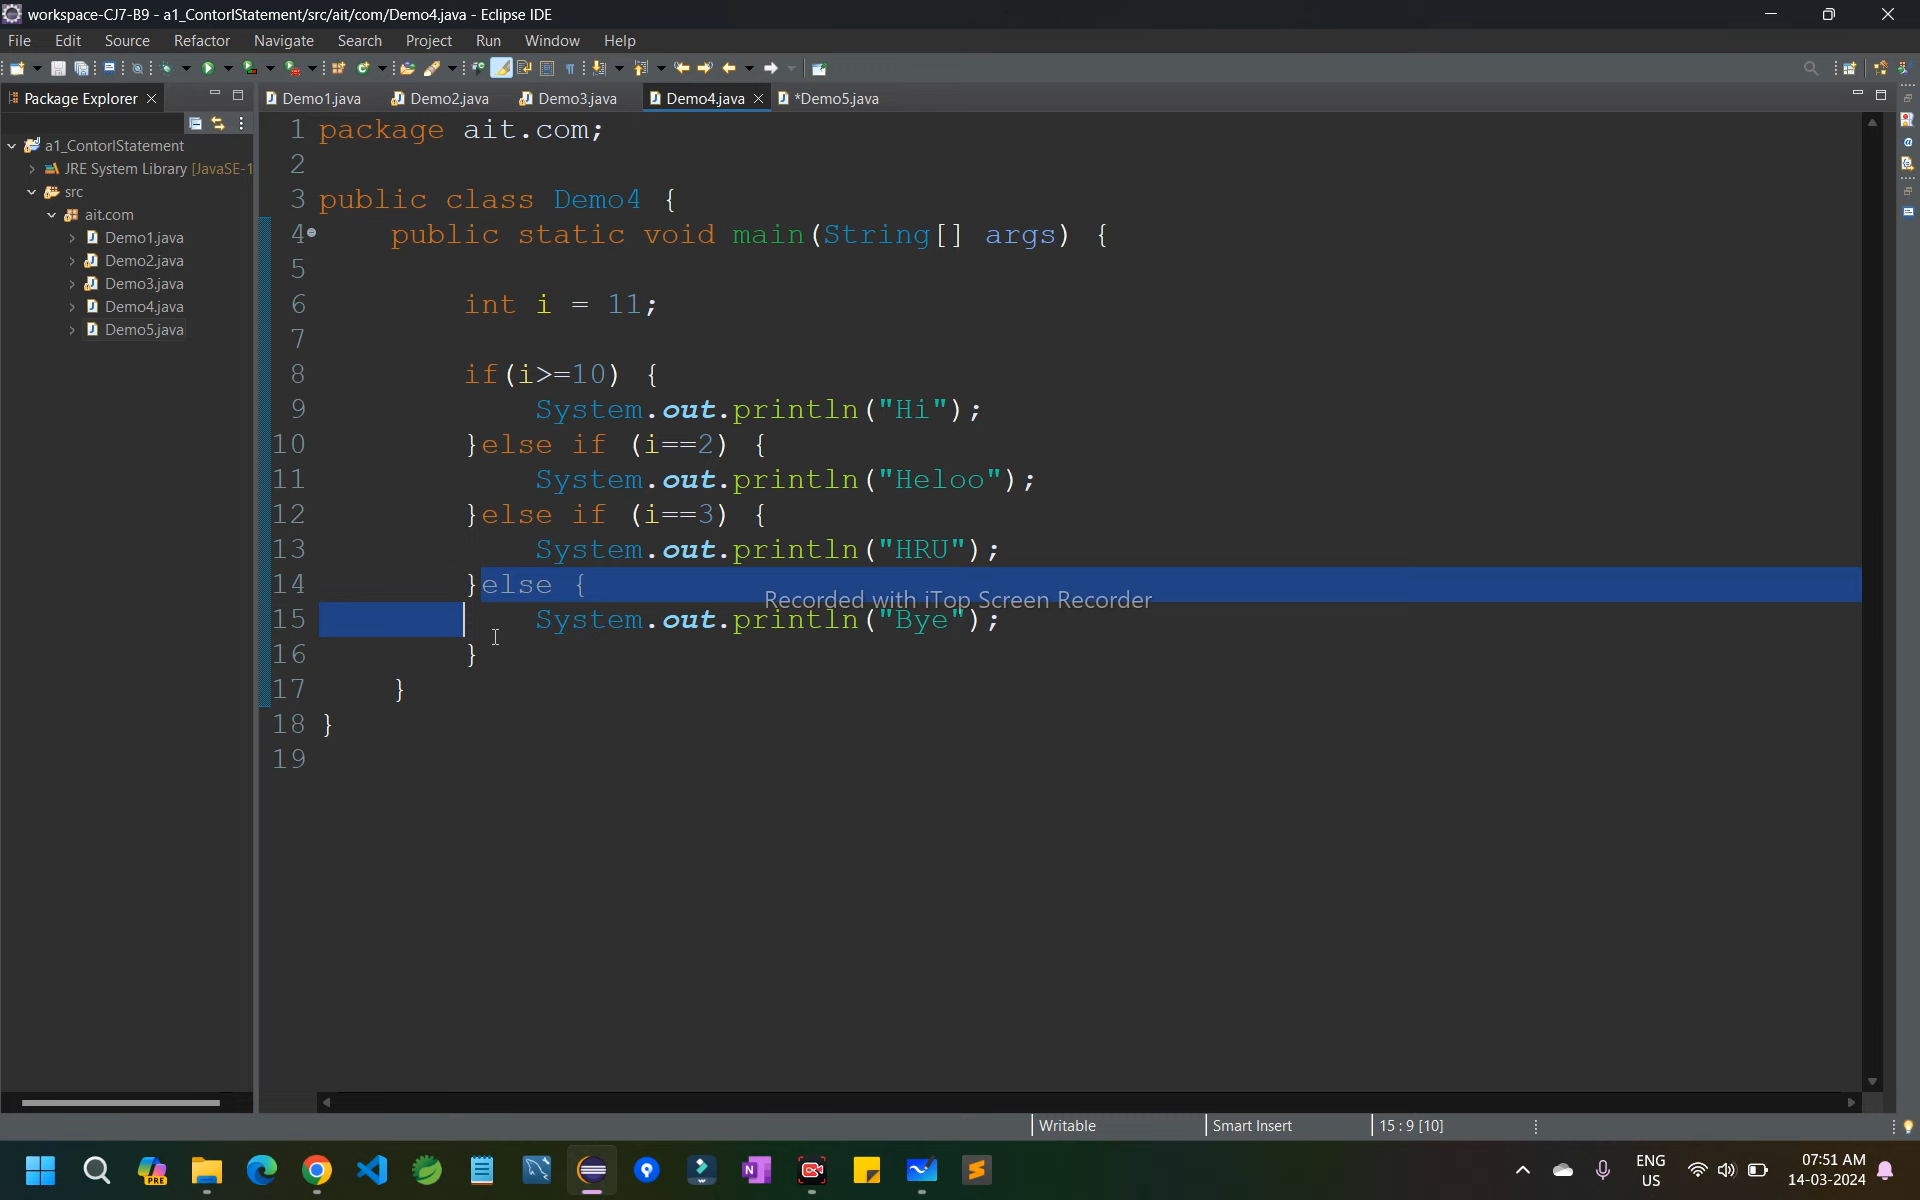 workspace-CJ7-B9 - a1_ContorlStatement/src/ait/com/Demo4.java - Eclipse IDE
File Edit Source Refactor Navigate Search Project Run Window Help
Package Explorer
Demo1.java Demo2.java Demo3.java Demo4.java *Demo5.java
a1_ContorlStatement
JRE System Library [JavaSE-1
src
ait.com
Demo1.java
Demo2.java
Demo3.java
Demo4.java
Demo5.java
1 package ait.com;
2
3 public class Demo4 {
4 public static void main(String[] args) {
5
6 int i = 11;
7
8 if(i>=10) {
9 System.out.println("Hi");
10 }else if (i==2) {
11 System.out.println("Heloo");
12 }else if (i==3) {
13 System.out.println("HRU");
14 }else {
Recorded with iTop Screen Recorder
15 System.out.println("Bye");
16 }
17 }
18 }
19
Writable Smart Insert 15 : 9 [10]
PRE
ENG
US
07:51 AM
14-03-2024